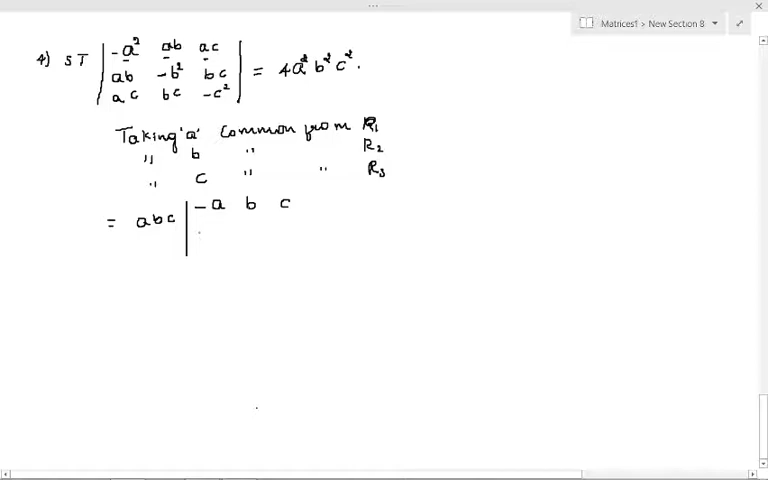 Matrices1 > New Section 8
4) ST | -a² ab ac |
| ab -b² bc | = 4a²b²c².
| ac bc -c² |
Taking 'a' Common from R₁
" b " R₂
" c " " R₃
= abc | -a b c